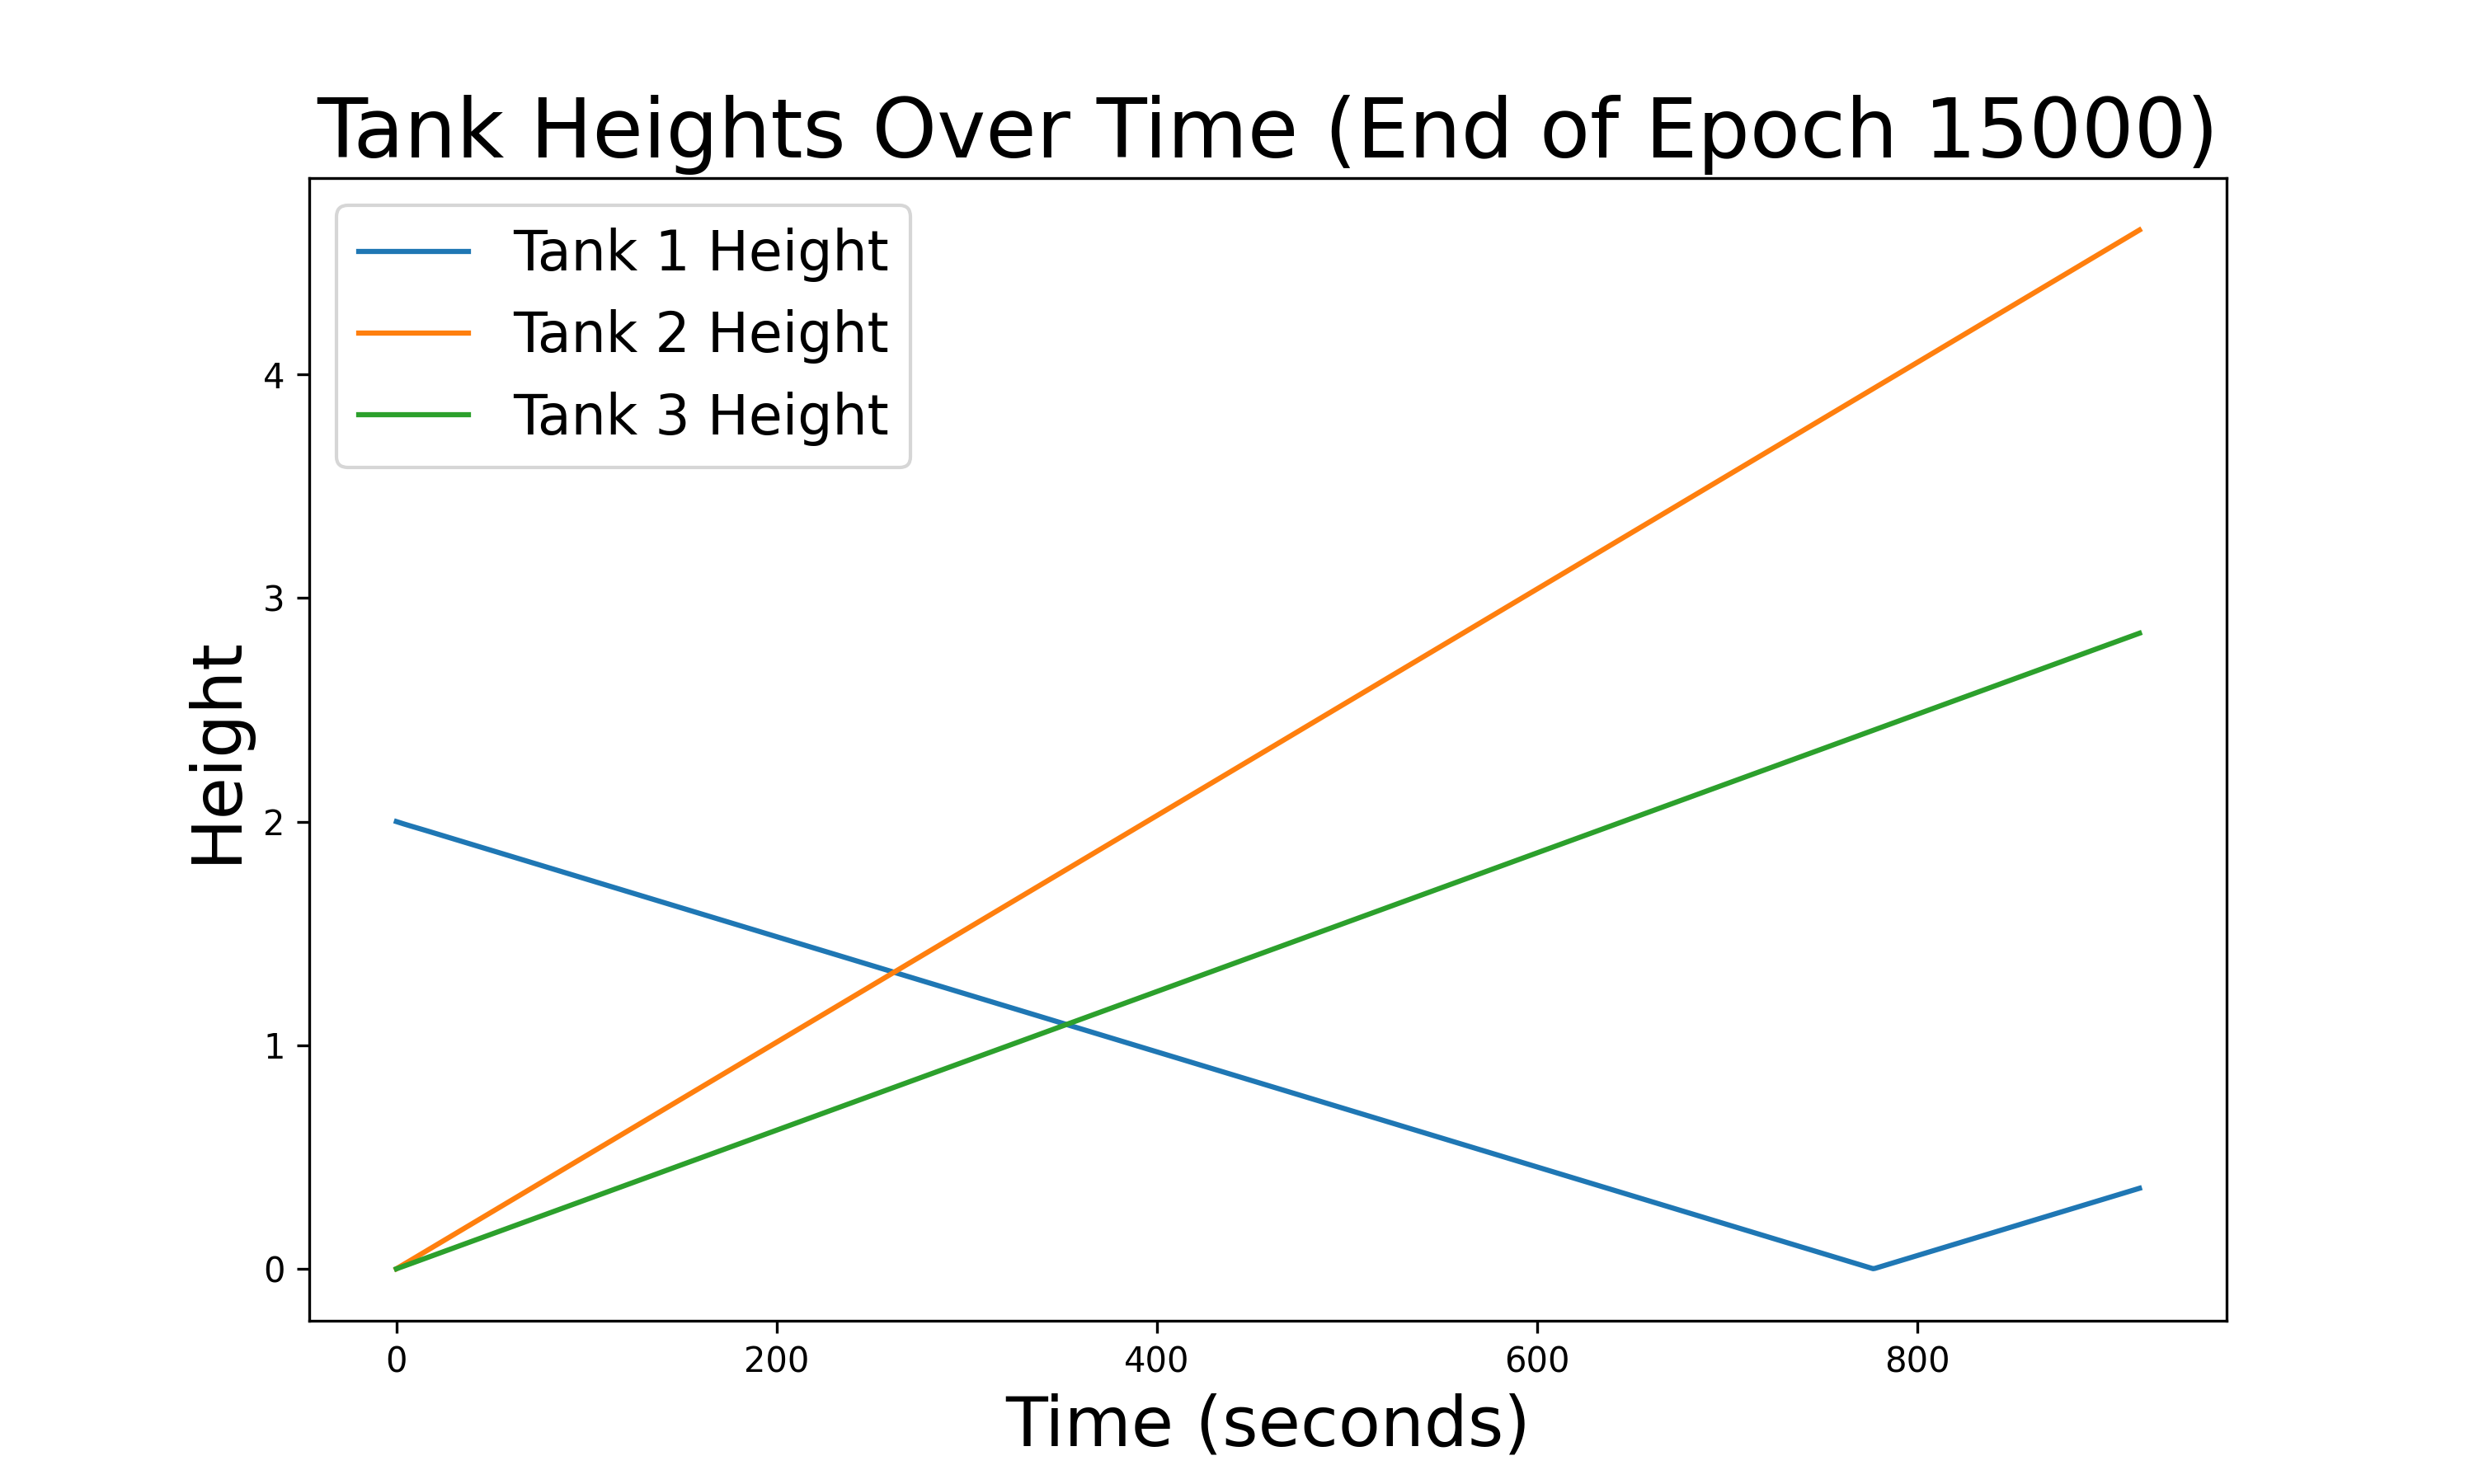 Tank Heights Over Time (End of Epoch 15000)
Tank 1 Height
Tank 2 Height
Tank 3 Height
4
3
2
1
0
Height
0 200 400 600 800
Time (seconds)